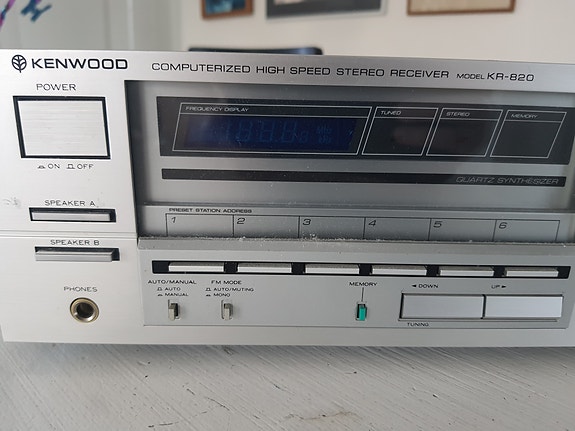 KENWOOD
COMPUTERIZED HIGH SPEED STEREO RECEIVER MODEL KR-820
POWER
ON OFF
FREQUENCY DISPLAY
TUNED
STEREO
MEMORY
QUARTZ SYNTHESIZER
SPEAKER A
PRESET STATION ADDRESS
1 2 3 4 5 6
SPEAKER B
PHONES
AUTO/MANUAL
AUTO
MANUAL
FM MODE
AUTO/MUTING
MONO
MEMORY
DOWN
UP
TUNING